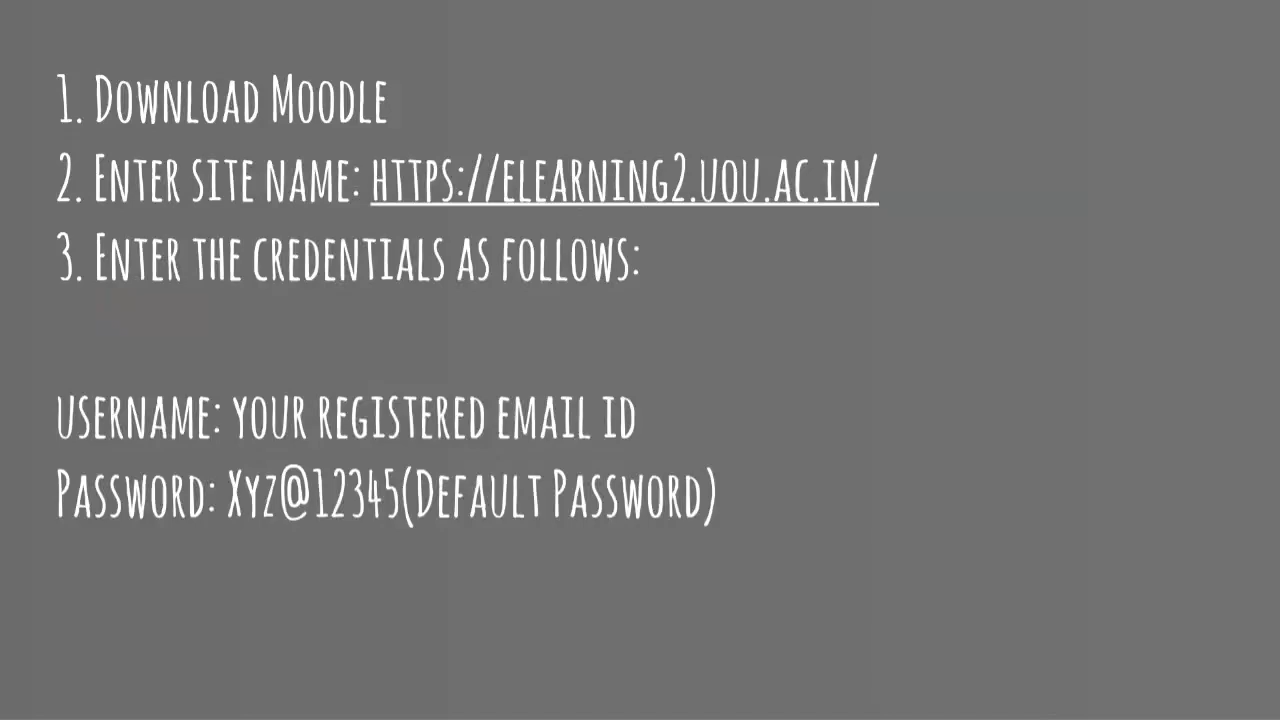 1. Download Moodle
2. Enter site name: https://elearning2.uou.ac.in/
3. Enter the credentials as follows:
username: your registered email id
Password: Xyz@12345(Default Password)